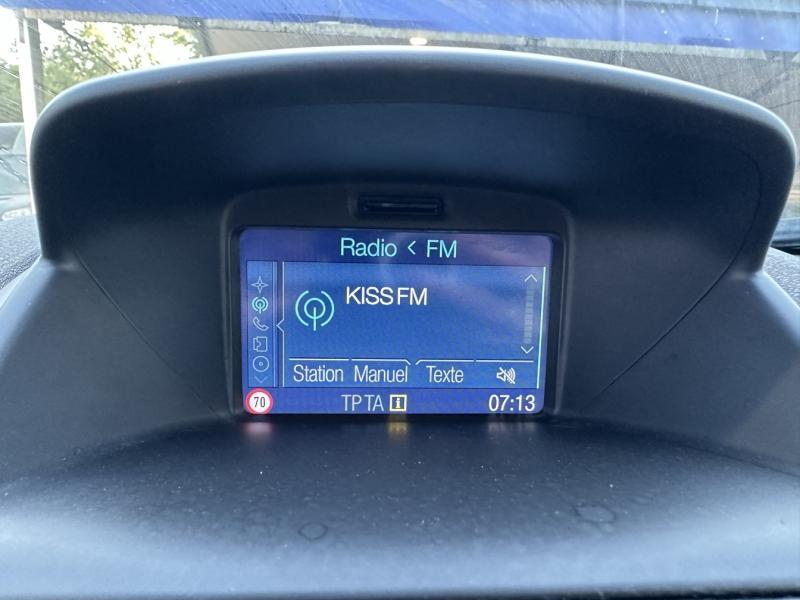 Radio < FM
KISS FM
Station Manuel Texte
70 TP TA i 07:13